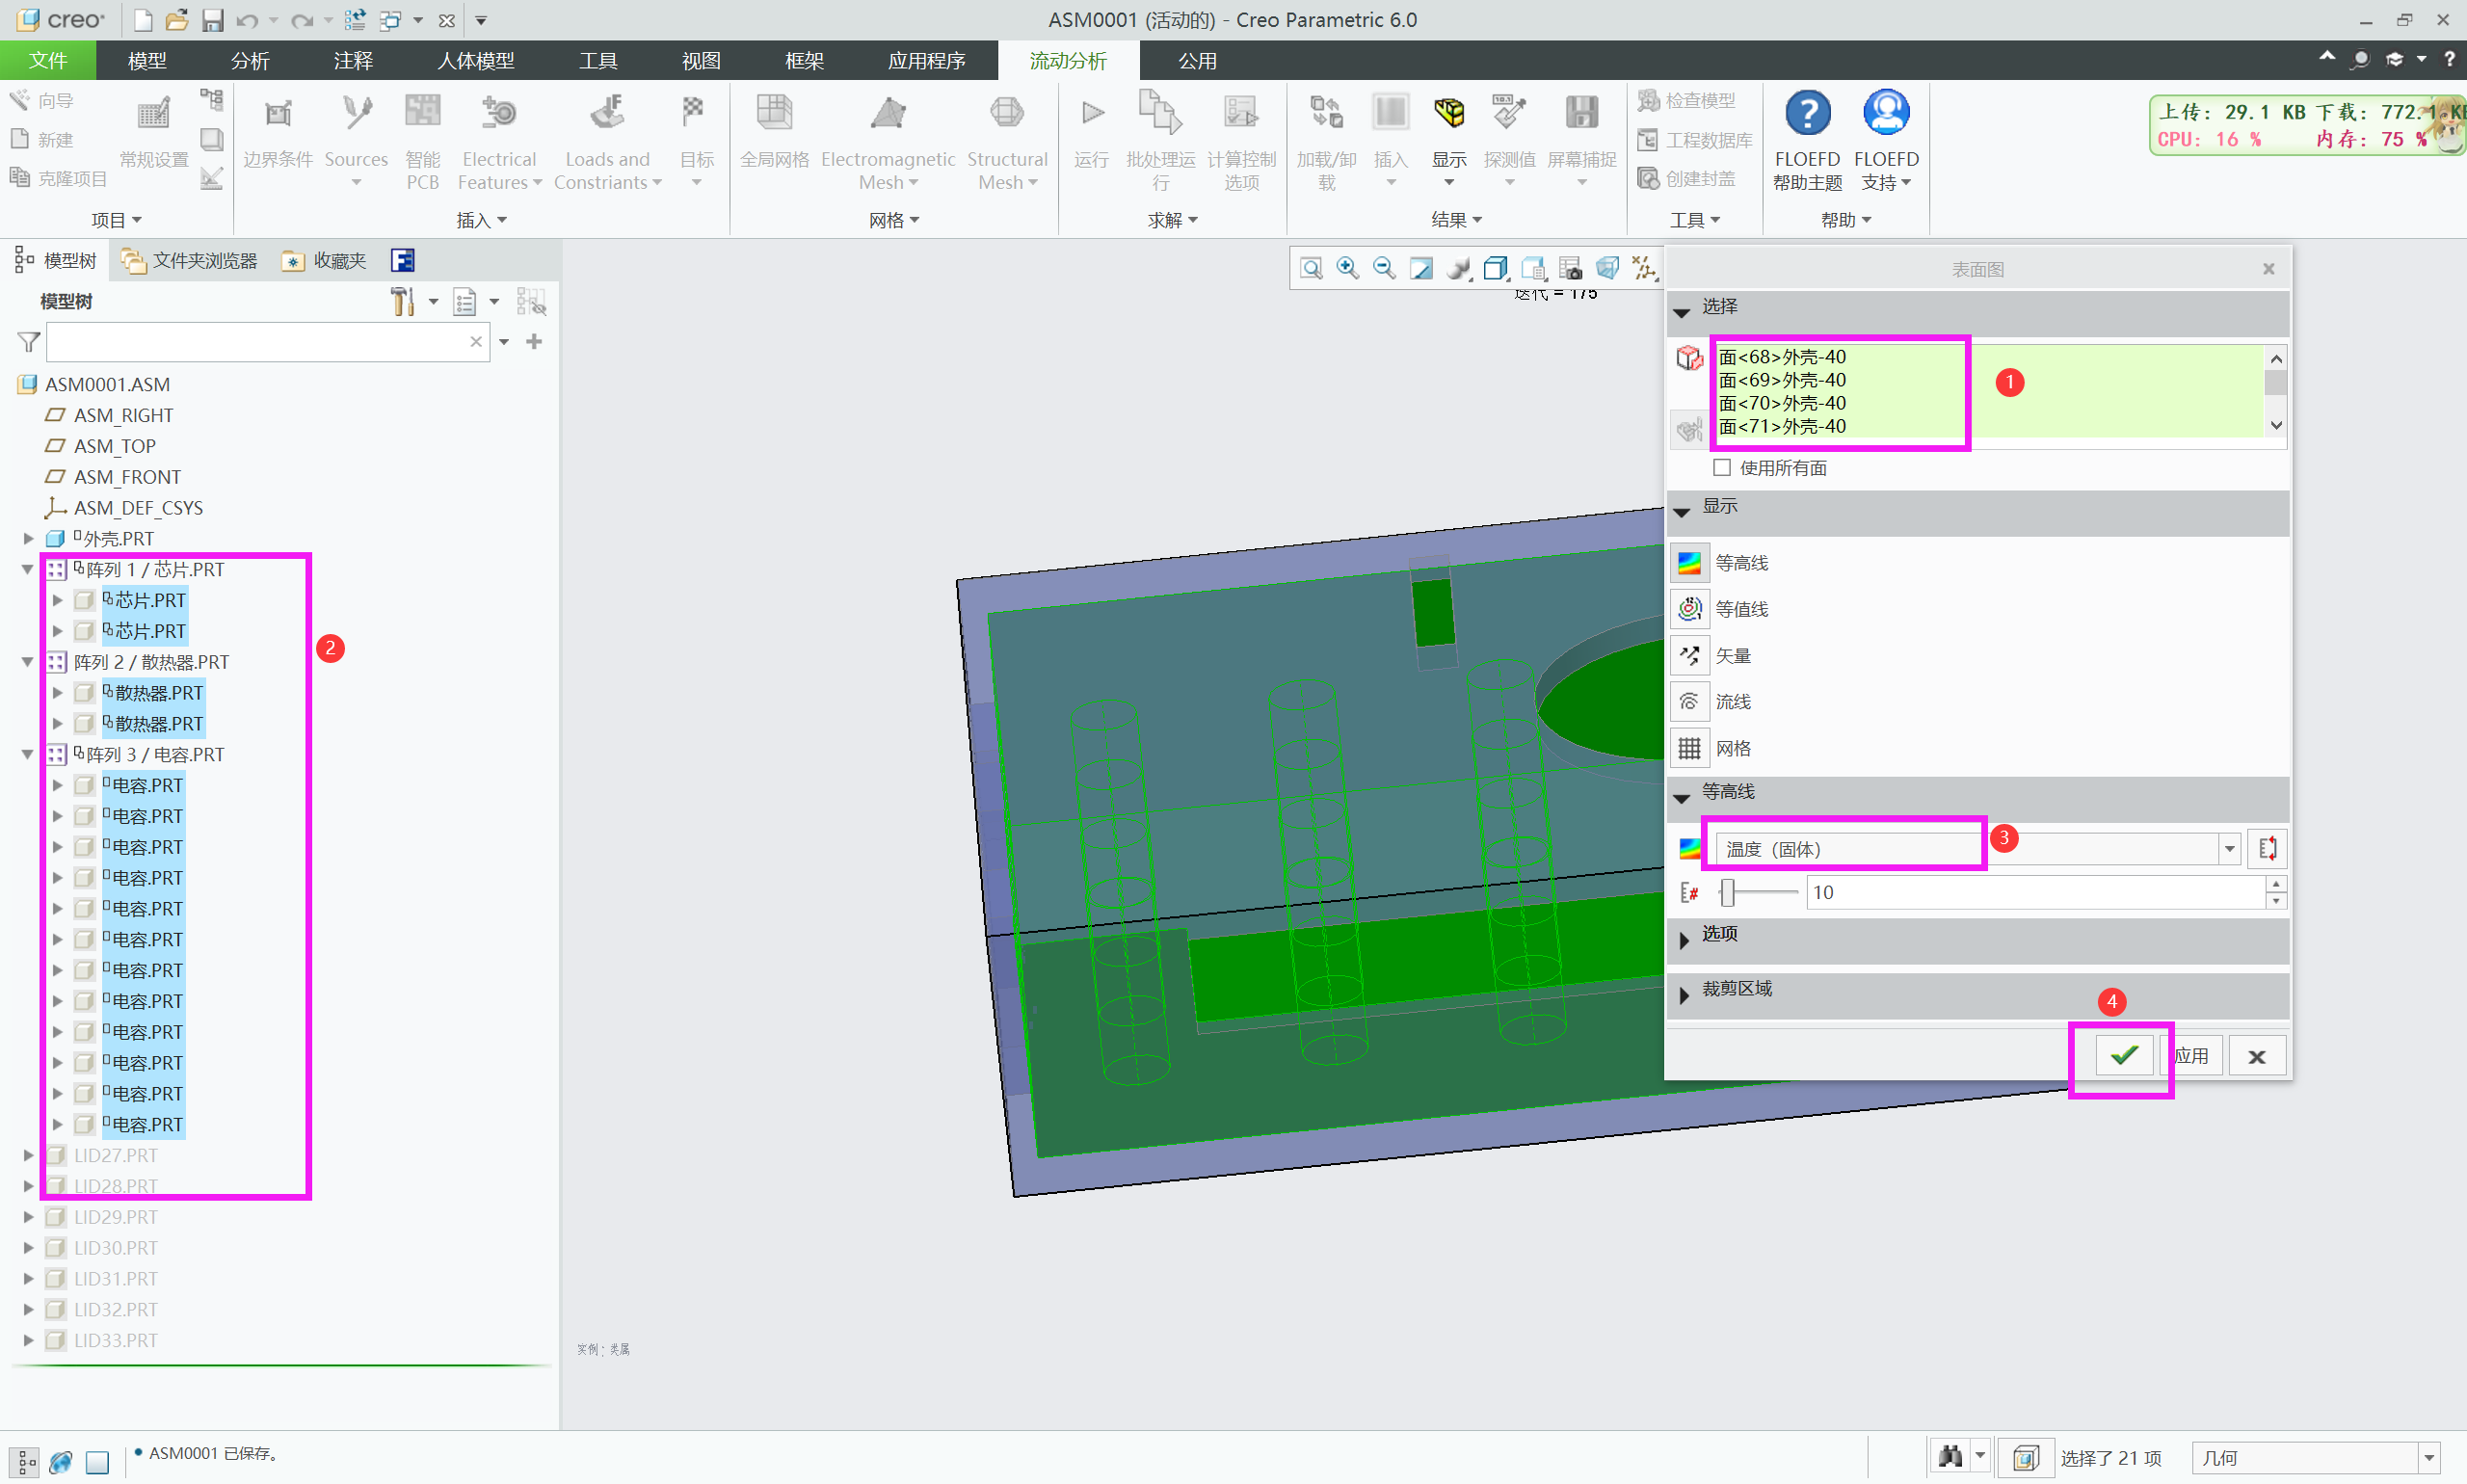 creo
ASM0001 (活动的) - Creo Parametric 6.0
文件 模型 分析 注释 人体模型 工具 视图 框架 应用程序 流动分析 公用
向导
新建
克隆项目
常规设置
边界条件
Sources
智能
PCB
Electrical
Features
Loads and
Constraints
目标
全局网格
Electromagnetic
Mesh
Structural
Mesh
运行
批处理运
行
计算控制
选项
加载/卸
载
插入
显示
探测值
屏幕捕捉
检查模型
工程数据库
创建封盖
FLOEFD
帮助主题
FLOEFD
支持
上传: 29.1 KB 下载: 772.1 KB
CPU: 16 % 内存: 75 %
项目 插入 网格 求解 结果 工具 帮助
模型树 文件夹浏览器 收藏夹
模型树
ASM0001.ASM
ASM_RIGHT
ASM_TOP
ASM_FRONT
ASM_DEF_CSYS
外壳.PRT
阵列 1 / 芯片.PRT
芯片.PRT
芯片.PRT
阵列 2 / 散热器.PRT
散热器.PRT
散热器.PRT
阵列 3 / 电容.PRT
电容.PRT
电容.PRT
电容.PRT
电容.PRT
电容.PRT
电容.PRT
电容.PRT
电容.PRT
电容.PRT
电容.PRT
电容.PRT
电容.PRT
LID27.PRT
LID28.PRT
LID29.PRT
LID30.PRT
LID31.PRT
LID32.PRT
LID33.PRT
2
迭代 = 175
实例: 类属
表面图
选择
面<68>外壳-40
面<69>外壳-40
面<70>外壳-40
面<71>外壳-40
1
使用所有面
显示
等高线
等值线
矢量
流线
网格
等高线
温度（固体）
3
10
选项
裁剪区域
4
应用
ASM0001 已保存。
选择了 21 项
几何